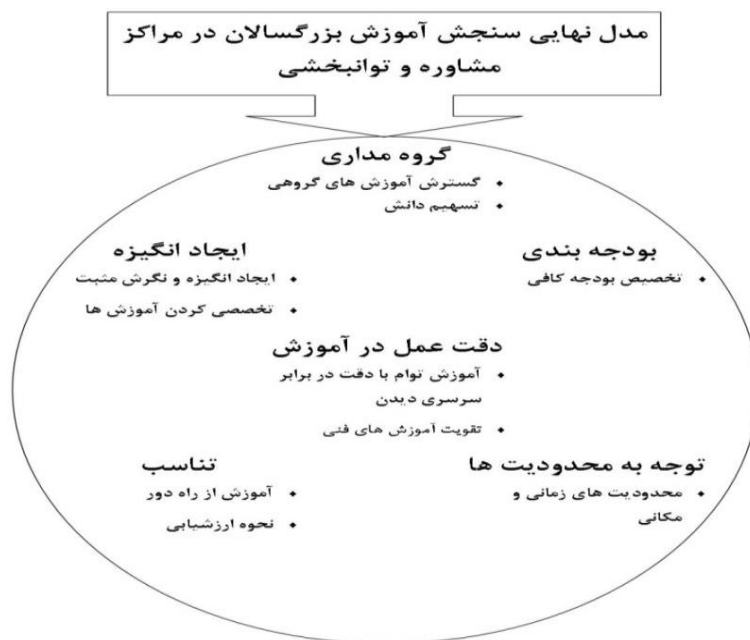 مدل نهایی سنجش آموزش بزرگسالان در مراکز
مشاوره و توانبخشی
گروه مداری
• گسترش آموزش های گروهی
• تسهیم دانش
بودجه بندی
• تخصیص بودجه کافی
ایجاد انگیزه
• ایجاد انگیزه و نگرش مثبت
• تخصصی کردن آموزش ها
دقت عمل در آموزش
• آموزش توام با دقت در برابر
سرسری دیدن
• تقویت آموزش های فنی
توجه به محدودیت ها
• محدودیت های زمانی و
مکانی
تناسب
• آموزش از راه دور
• نحوه ارزشیابی